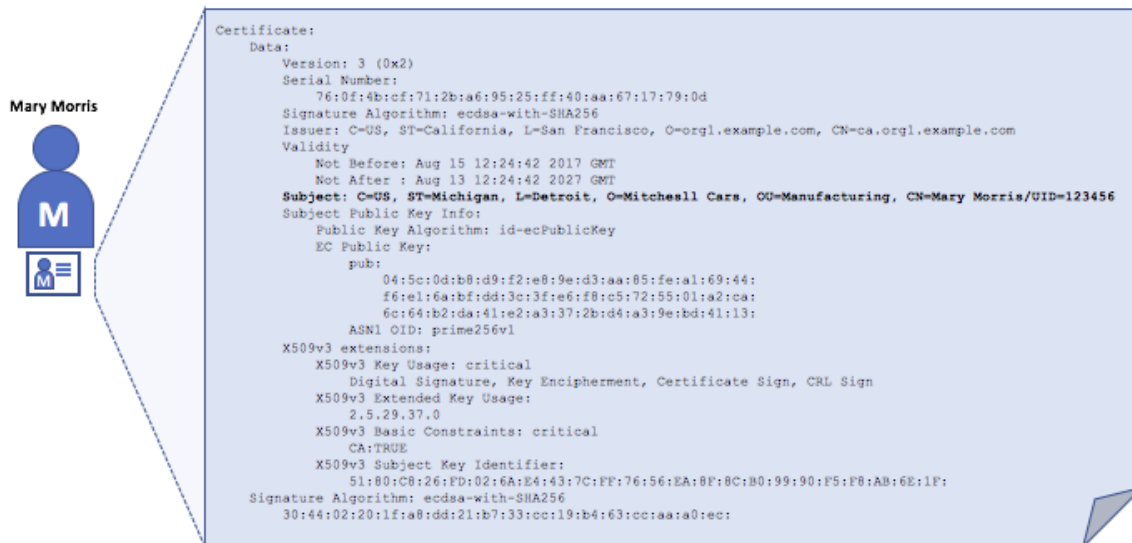 Mary Morris
M
M
Certificate:
Data:
Version: 3 (0x2)
Serial Number:
76:0f:4b:cf:71:2b:a6:95:25:ff:40:aa:67:17:79:0d
Signature Algorithm: ecdsa-with-SHA256
Issuer: C=US, ST=California, L=San Francisco, O=org1.example.com, CN=ca.org1.example.com
Validity
Not Before: Aug 15 12:24:42 2017 GMT
Not After : Aug 13 12:24:42 2027 GMT
Subject: C=US, ST=Michigan, L=Detroit, O=Mitchesll Cars, OU=Manufacturing, CN=Mary Morris/UID=123456
Subject Public Key Info:
Public Key Algorithm: id-ecPublicKey
EC Public Key:
pub:
04:5c:0d:b8:d9:f2:e8:9e:d3:aa:85:fe:a1:69:44:
f6:e1:6a:bf:dd:3c:3f:e6:f8:c5:72:55:01:a2:ca:
6c:64:b2:da:41:e2:a3:37:2b:d4:a3:9e:bd:41:13:
ASN1 OID: prime256v1
X509v3 extensions:
X509v3 Key Usage: critical
Digital Signature, Key Encipherment, Certificate Sign, CRL Sign
X509v3 Extended Key Usage:
2.5.29.37.0
X509v3 Basic Constraints: critical
CA:TRUE
X509v3 Subject Key Identifier:
51:80:C8:26:FD:02:6A:E4:43:7C:FF:76:56:EA:8F:8C:B0:99:90:F5:F8:AB:6E:1F:
Signature Algorithm: ecdsa-with-SHA256
30:44:02:20:1f:a8:dd:21:b7:33:cc:19:b4:63:cc:aa:a0:ec: